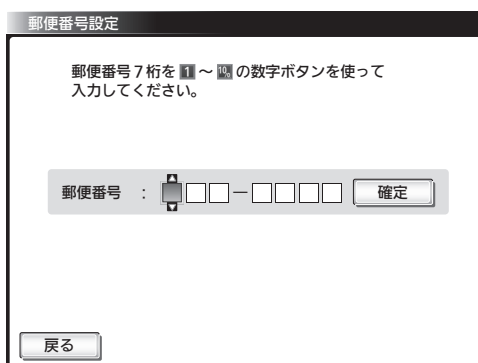 郵便番号設定
郵便番号7桁を 1 ～ 10 の数字ボタンを使って
入力してください。
郵便番号 ： － 確定
戻る